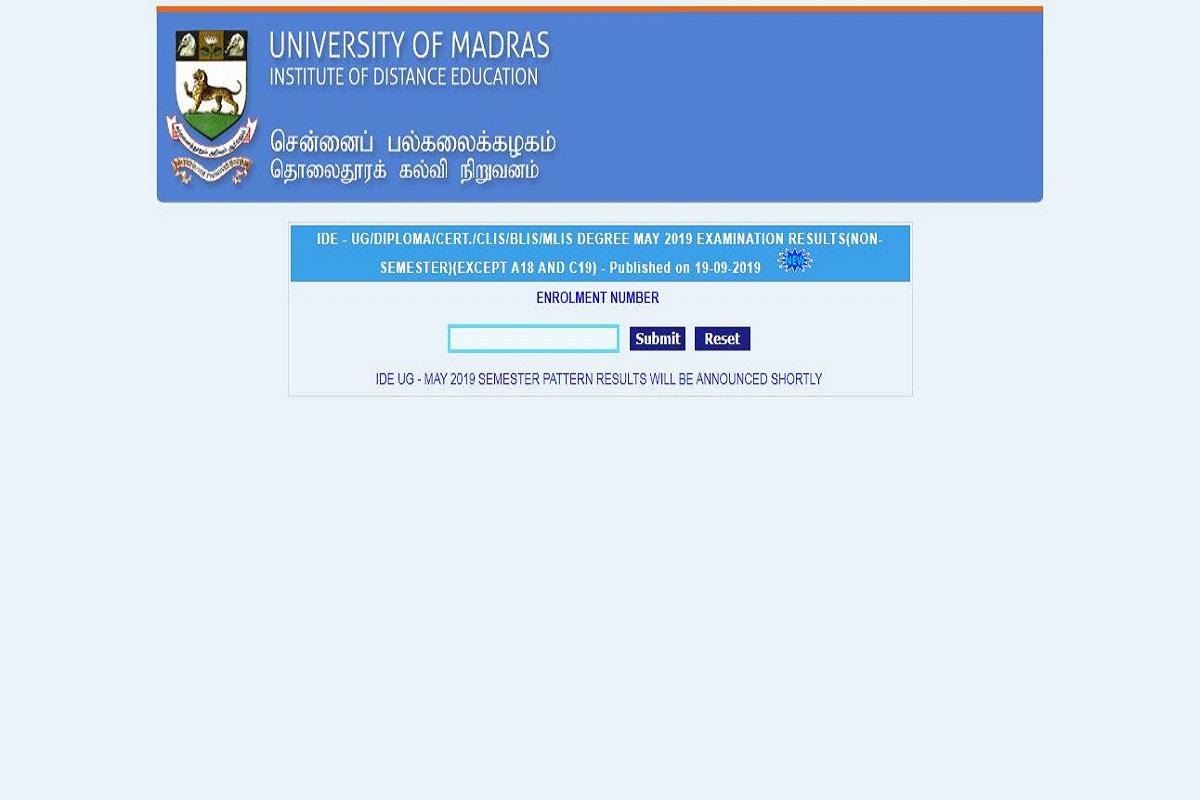 UNIVERSITY OF MADRAS
INSTITUTE OF DISTANCE EDUCATION
சென்னைப் பல்கலைக்கழகம்
தொலைதூரக் கல்வி நிறுவனம்
IDE - UG/DIPLOMA/CERT./CLIS/BLIS/MLIS DEGREE MAY 2019 EXAMINATION RESULTS(NON-
SEMESTER)(EXCEPT A18 AND C19) - Published on 19-09-2019 NEW
ENROLMENT NUMBER
Submit Reset
IDE UG - MAY 2019 SEMESTER PATTERN RESULTS WILL BE ANNOUNCED SHORTLY